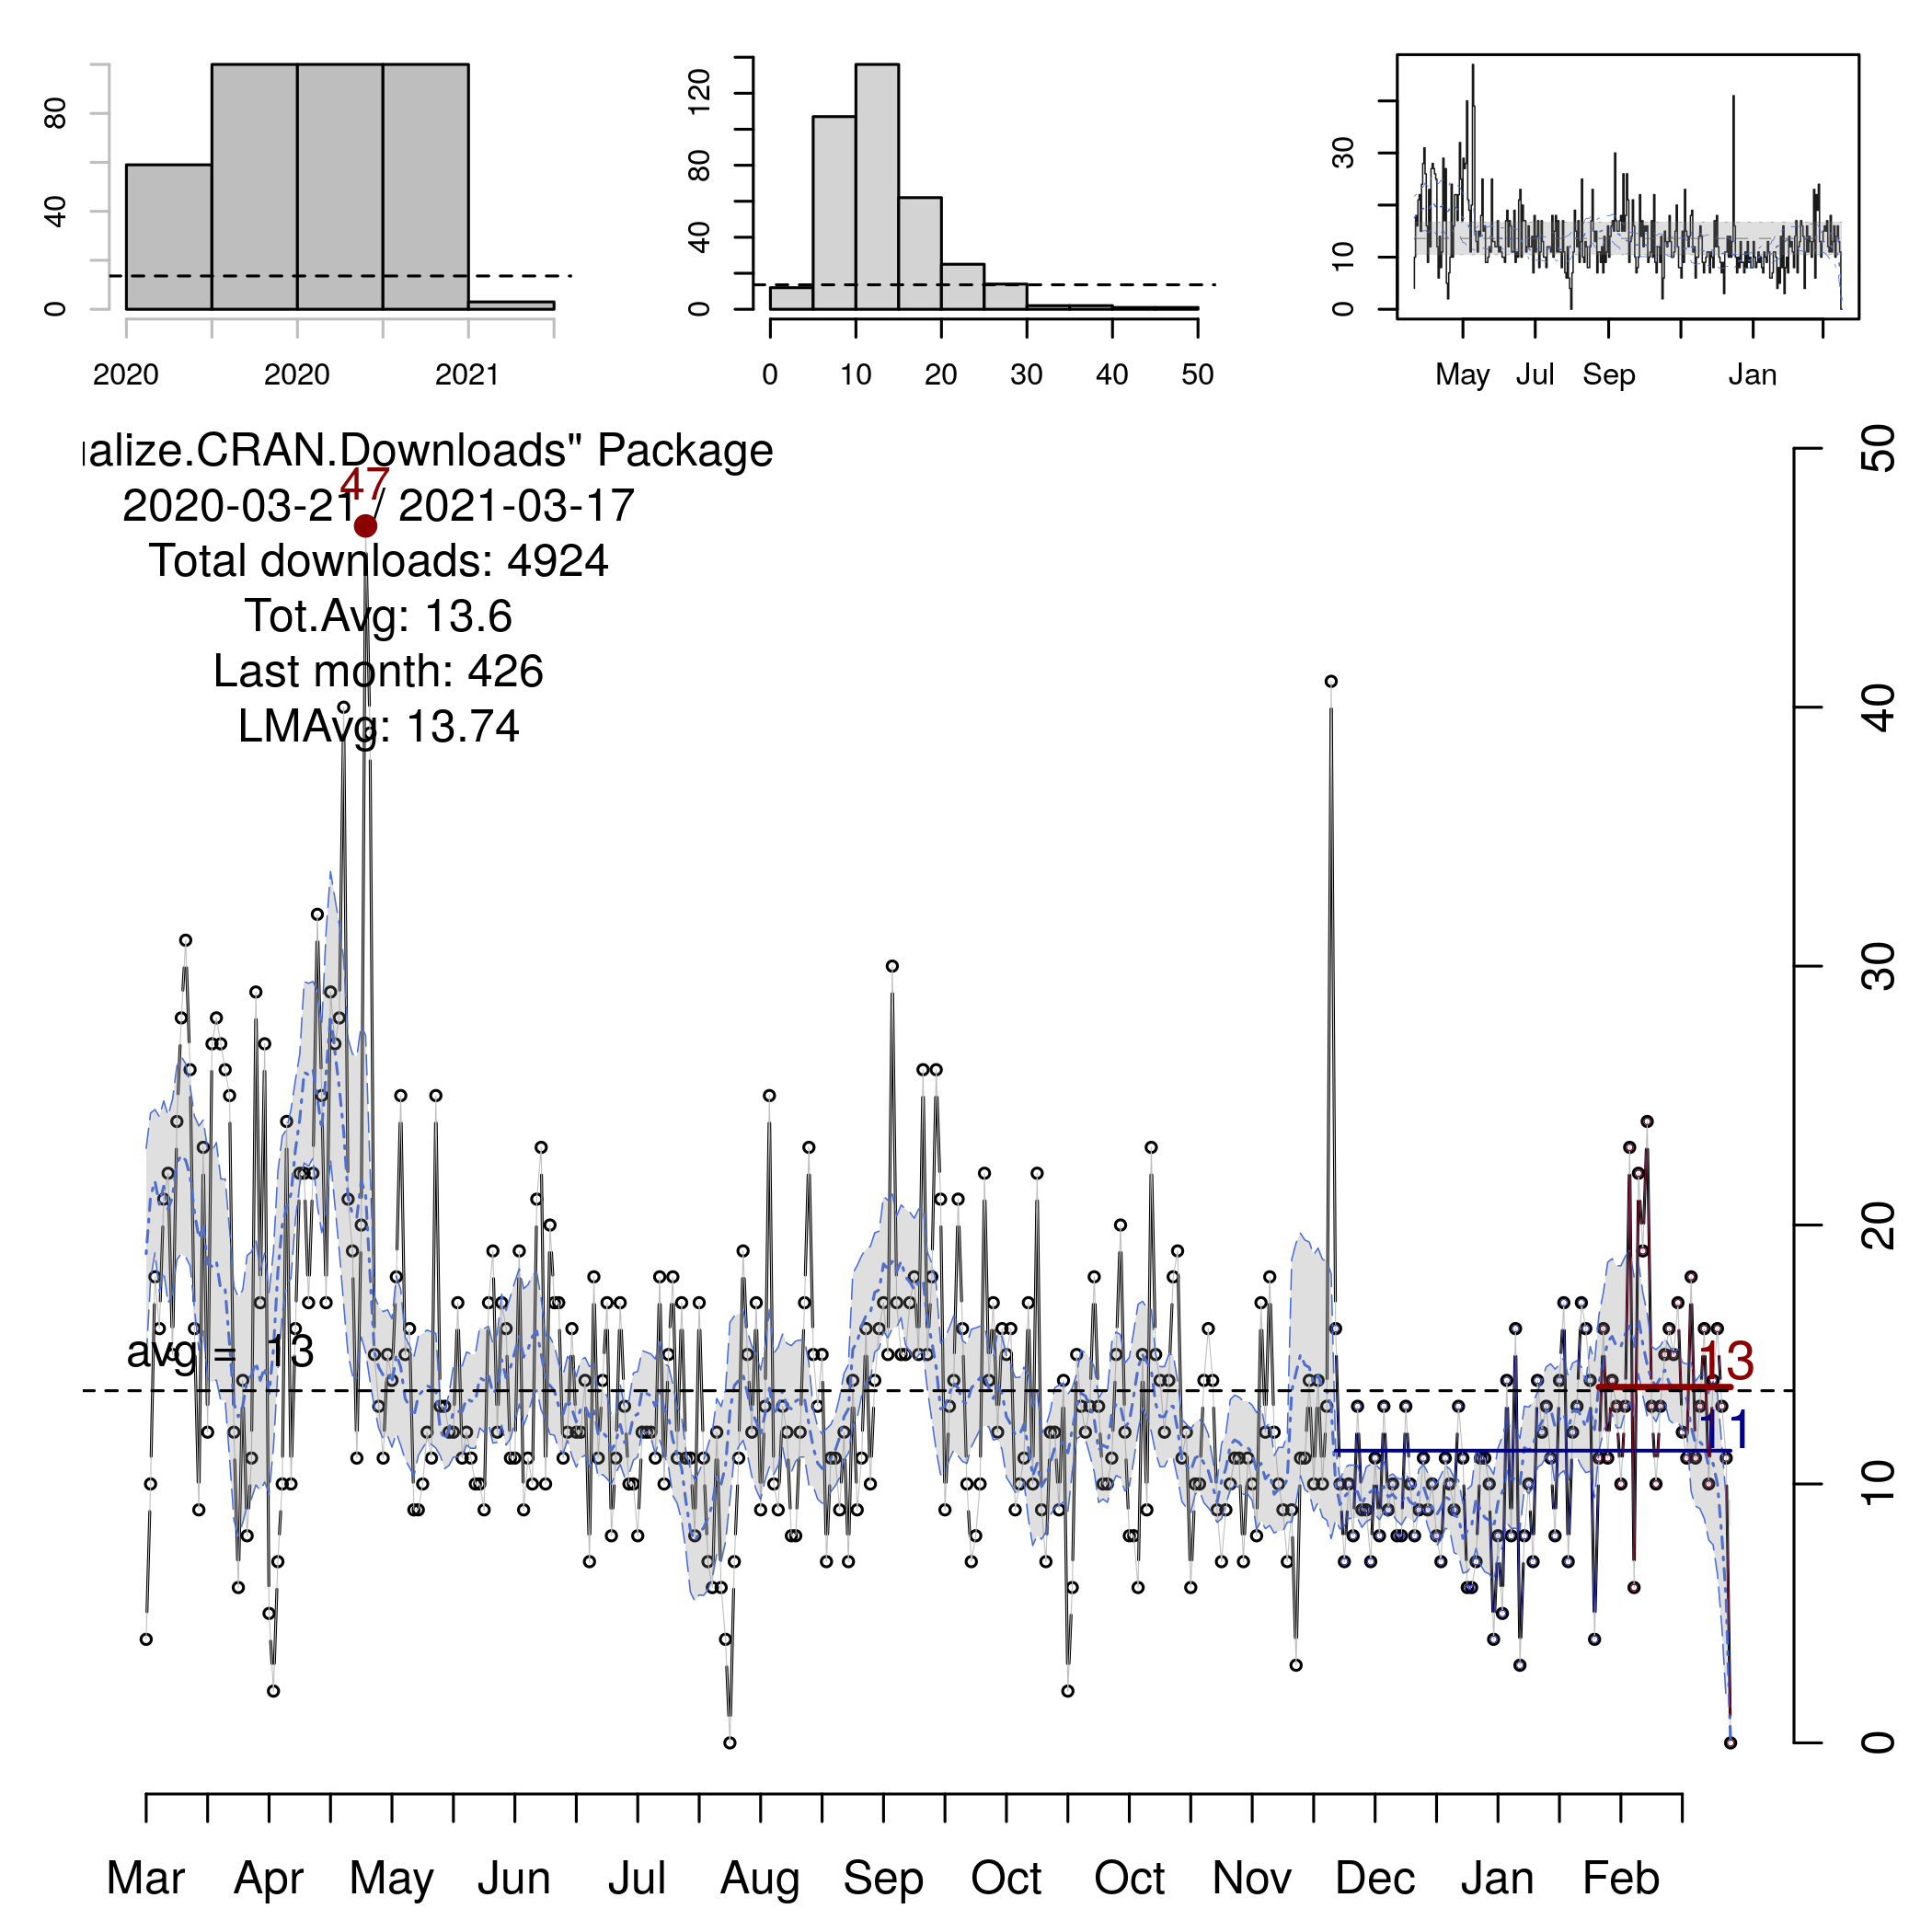 80
40
0
2020 2020 2021
120
80
40
0
0 10 20 30 40 50
30
10
0
May Jul Sep Jan
alize.CRAN.Downloads" Package
47
2020-03-21 / 2021-03-17
Total downloads: 4924
Tot.Avg: 13.6
Last month: 426
LMAvg: 13.74
avg = 13
13
11
50
40
30
20
10
0
Mar Apr May Jun Jul Aug Sep Oct Oct Nov Dec Jan Feb